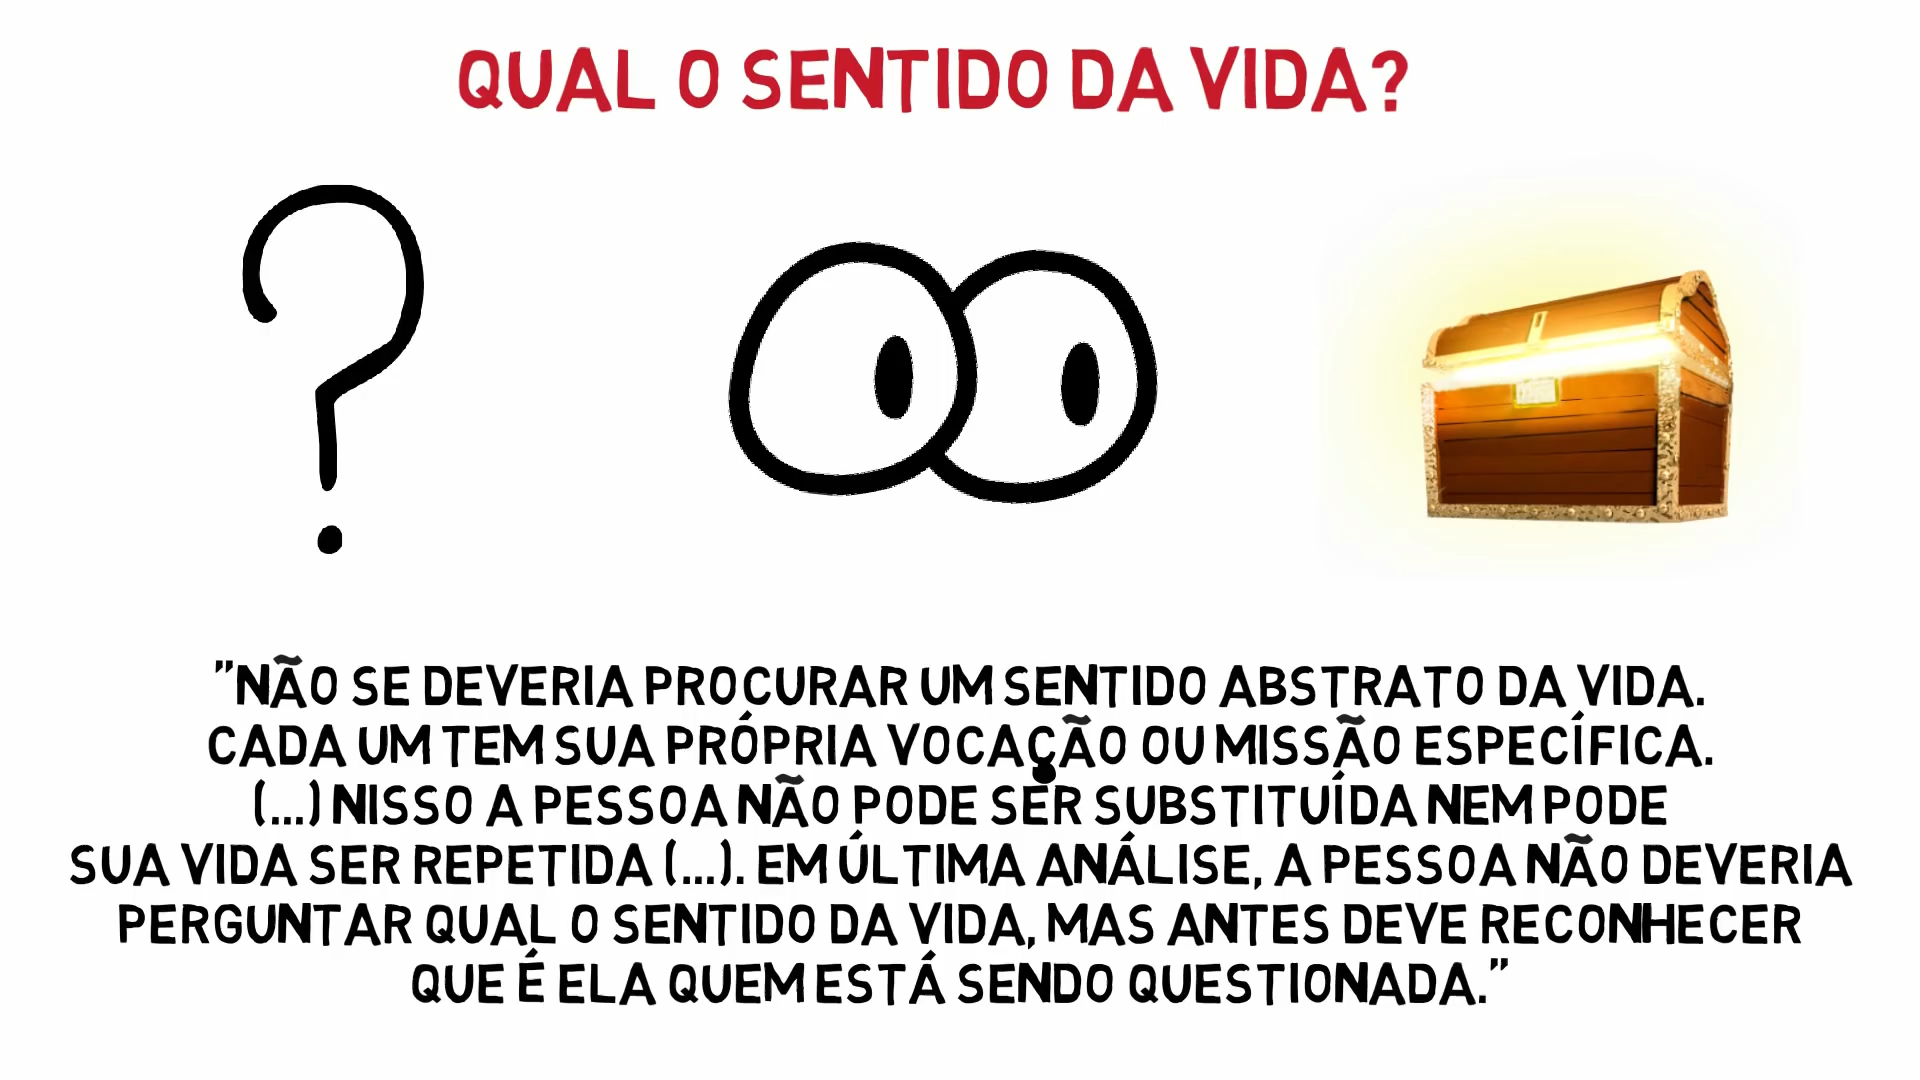 QUAL O SENTIDO DA VIDA?
"NÃO SE DEVERIA PROCURAR UM SENTIDO ABSTRATO DA VIDA.
CADA UM TEM SUA PRÓPRIA VOCAÇÃO OU MISSÃO ESPECÍFICA.
(...) NISSO A PESSOA NÃO PODE SER SUBSTITUÍDA NEM PODE
SUA VIDA SER REPETIDA (...). EM ÚLTIMA ANÁLISE, A PESSOA NÃO DEVERIA
PERGUNTAR QUAL O SENTIDO DA VIDA, MAS ANTES DEVE RECONHECER
QUE É ELA QUEM ESTÁ SENDO QUESTIONADA."